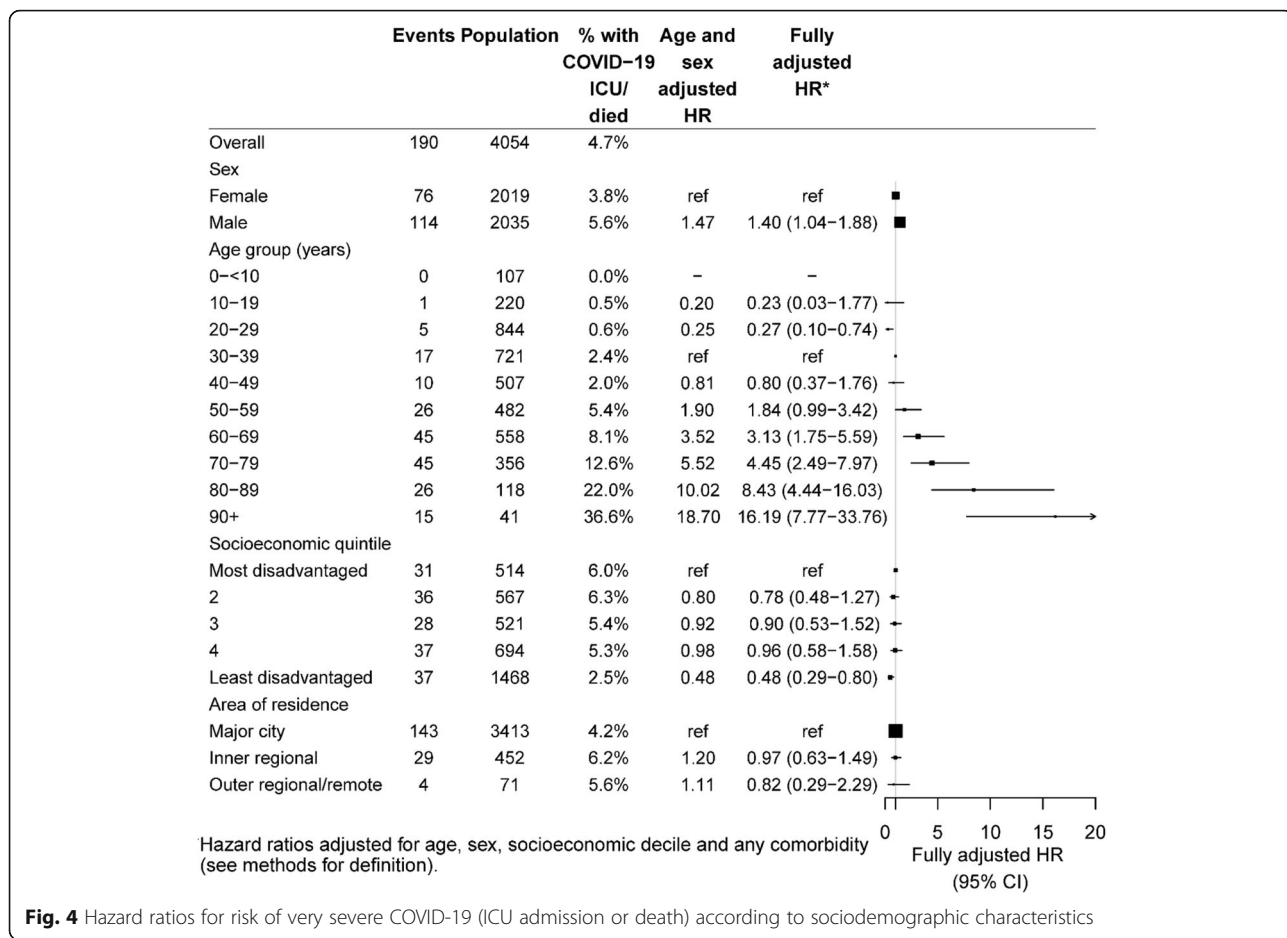 Events Population % with COVID−19 ICU/ died Age and sex adjusted HR Fully adjusted HR*
Overall 190 4054 4.7%
Sex
Female 76 2019 3.8% ref ref
Male 114 2035 5.6% 1.47 1.40 (1.04−1.88)
Age group (years)
0−<10 0 107 0.0% − −
10−19 1 220 0.5% 0.20 0.23 (0.03−1.77)
20−29 5 844 0.6% 0.25 0.27 (0.10−0.74)
30−39 17 721 2.4% ref ref
40−49 10 507 2.0% 0.81 0.80 (0.37−1.76)
50−59 26 482 5.4% 1.90 1.84 (0.99−3.42)
60−69 45 558 8.1% 3.52 3.13 (1.75−5.59)
70−79 45 356 12.6% 5.52 4.45 (2.49−7.97)
80−89 26 118 22.0% 10.02 8.43 (4.44−16.03)
90+ 15 41 36.6% 18.70 16.19 (7.77−33.76)
Socioeconomic quintile
Most disadvantaged 31 514 6.0% ref ref
2 36 567 6.3% 0.80 0.78 (0.48−1.27)
3 28 521 5.4% 0.92 0.90 (0.53−1.52)
4 37 694 5.3% 0.98 0.96 (0.58−1.58)
Least disadvantaged 37 1468 2.5% 0.48 0.48 (0.29−0.80)
Area of residence
Major city 143 3413 4.2% ref ref
Inner regional 29 452 6.2% 1.20 0.97 (0.63−1.49)
Outer regional/remote 4 71 5.6% 1.11 0.82 (0.29−2.29)
0 5 10 15 20
Fully adjusted HR
(95% CI)
*Hazard ratios adjusted for age, sex, socioeconomic decile and any comorbidity
(see methods for definition).
Fig. 4 Hazard ratios for risk of very severe COVID-19 (ICU admission or death) according to sociodemographic characteristics